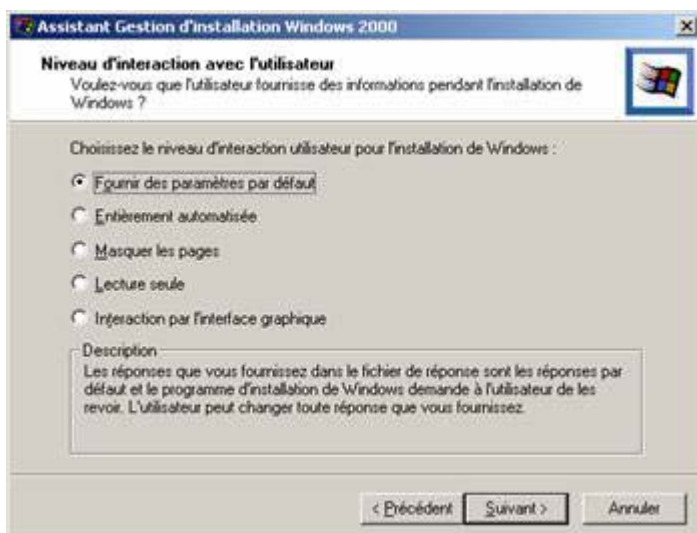 Assistant Gestion d'installation Windows 2000
Niveau d'interaction avec l'utilisateur
Voulez-vous que l'utilisateur fournisse des informations pendant l'installation de
Windows ?
Choisissez le niveau d'interaction utilisateur pour l'installation de Windows :
Fournir des paramètres par défaut
Entièrement automatisée
Masquer les pages
Lecture seule
Interaction par l'interface graphique
Description
Les réponses que vous fournissez dans le fichier de réponse sont les réponses par
défaut et le programme d'installation de Windows demande à l'utilisateur de les
revoir. L'utilisateur peut changer toute réponse que vous fournissez.
< Précédent
Suivant >
Annuler